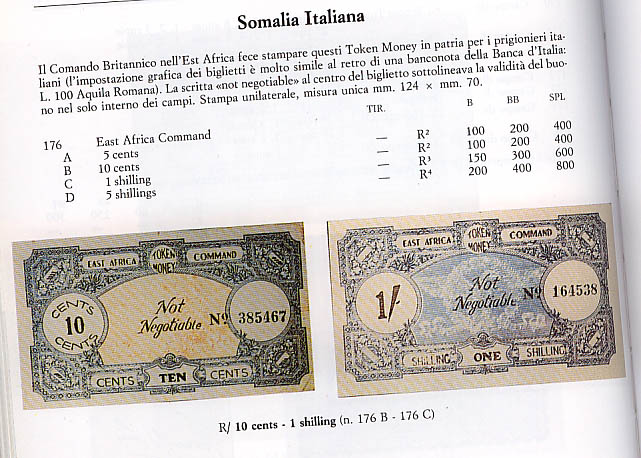 Somalia Italiana
Il Comando Britannico nell'Est Africa fece stampare questi Token Money in patria per i prigionieri ita-
liani (l'impostazione grafica dei biglietti è molto simile al retro di una banconota della Banca d'Italia:
L. 100 Aquila Romana). La scritta «not negotiable» al centro del biglietto sottolineava la validità del buo-
no nel solo interno dei campi. Stampa unilaterale, misura unica mm. 124 × mm. 70.
TIR. B BB SPL
176 East Africa Command
A 5 cents — R² 100 200 400
B 10 cents — R² 100 200 400
C 1 shilling — R³ 150 300 600
D 5 shillings — R⁴ 200 400 800
EAST AFRICA TOKEN MONEY COMMAND
CENTS 10 CENTS
Not Negotiable
Nº 385467
CENTS TEN CENTS
EAST AFRICA TOKEN MONEY COMMAND
1/-
Not Negotiable
Nº 164538
SHILLING ONE SHILLING
R/ 10 cents - 1 shilling (n. 176 B - 176 C)